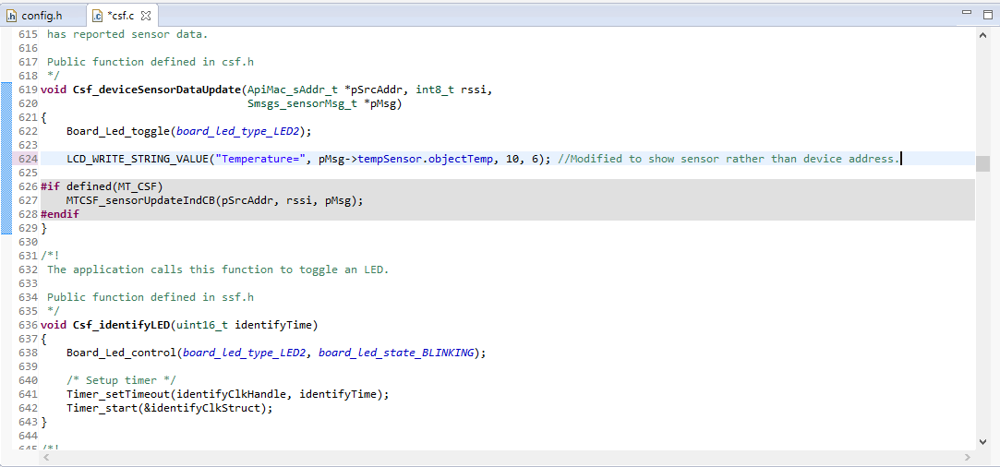 config.h
*csf.c
615 has reported sensor data.
616
617 Public function defined in csf.h
618 */
619 void Csf_deviceSensorDataUpdate(ApiMac_sAddr_t *pSrcAddr, int8_t rssi,
620                                 Smsgs_sensorMsg_t *pMsg)
621 {
622     Board_Led_toggle(board_led_type_LED2);
623
624     LCD_WRITE_STRING_VALUE("Temperature=", pMsg->tempSensor.objectTemp, 10, 6); //Modified to show sensor rather than device address.
625
626 #if defined(MT_CSF)
627     MTCSF_sensorUpdateIndCB(pSrcAddr, rssi, pMsg);
628 #endif
629 }
630
631 /*!
632 The application calls this function to toggle an LED.
633
634 Public function defined in ssf.h
635 */
636 void Csf_identifyLED(uint16_t identifyTime)
637 {
638     Board_Led_control(board_led_type_LED2, board_led_state_BLINKING);
639
640     /* Setup timer */
641     Timer_setTimeout(identifyClkHandle, identifyTime);
642     Timer_start(&identifyClkStruct);
643 }
644
645 /*!